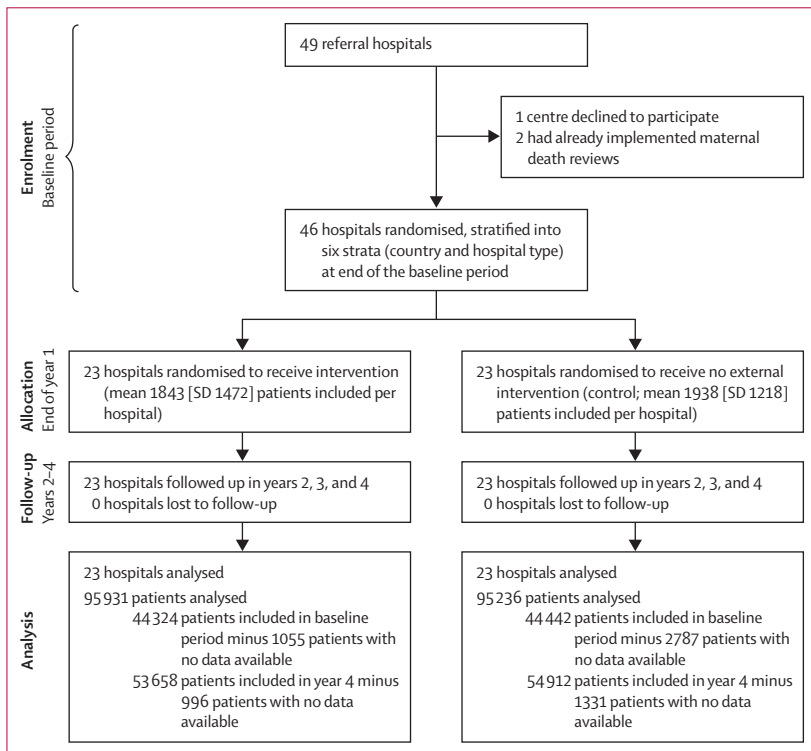 49 referral hospitals
1 centre declined to participate
2 had already implemented maternal
death reviews
Enrolment
Baseline period
46 hospitals randomised, stratified into
six strata (country and hospital type)
at end of the baseline period
Allocation
End of year 1
23 hospitals randomised to receive intervention
(mean 1843 [SD 1472] patients included per
hospital)
23 hospitals randomised to receive no external
intervention (control; mean 1938 [SD 1218]
patients included per hospital)
Follow-up
Years 2–4
23 hospitals followed up in years 2, 3, and 4
0 hospitals lost to follow-up
23 hospitals followed up in years 2, 3, and 4
0 hospitals lost to follow-up
Analysis
23 hospitals analysed
95 931 patients analysed
44 324 patients included in baseline
period minus 1055 patients with
no data available
53 658 patients included in year 4 minus
996 patients with no data
available
23 hospitals analysed
95 236 patients analysed
44 442 patients included in baseline
period minus 2787 patients with
no data available
54 912 patients included in year 4 minus
1331 patients with no data
available